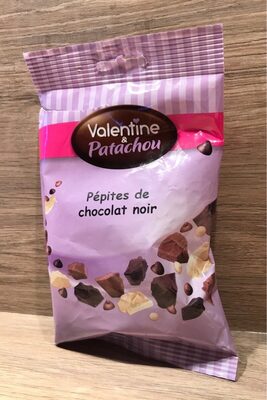 Valentine
&
Patachou
Pépites de
chocolat noir